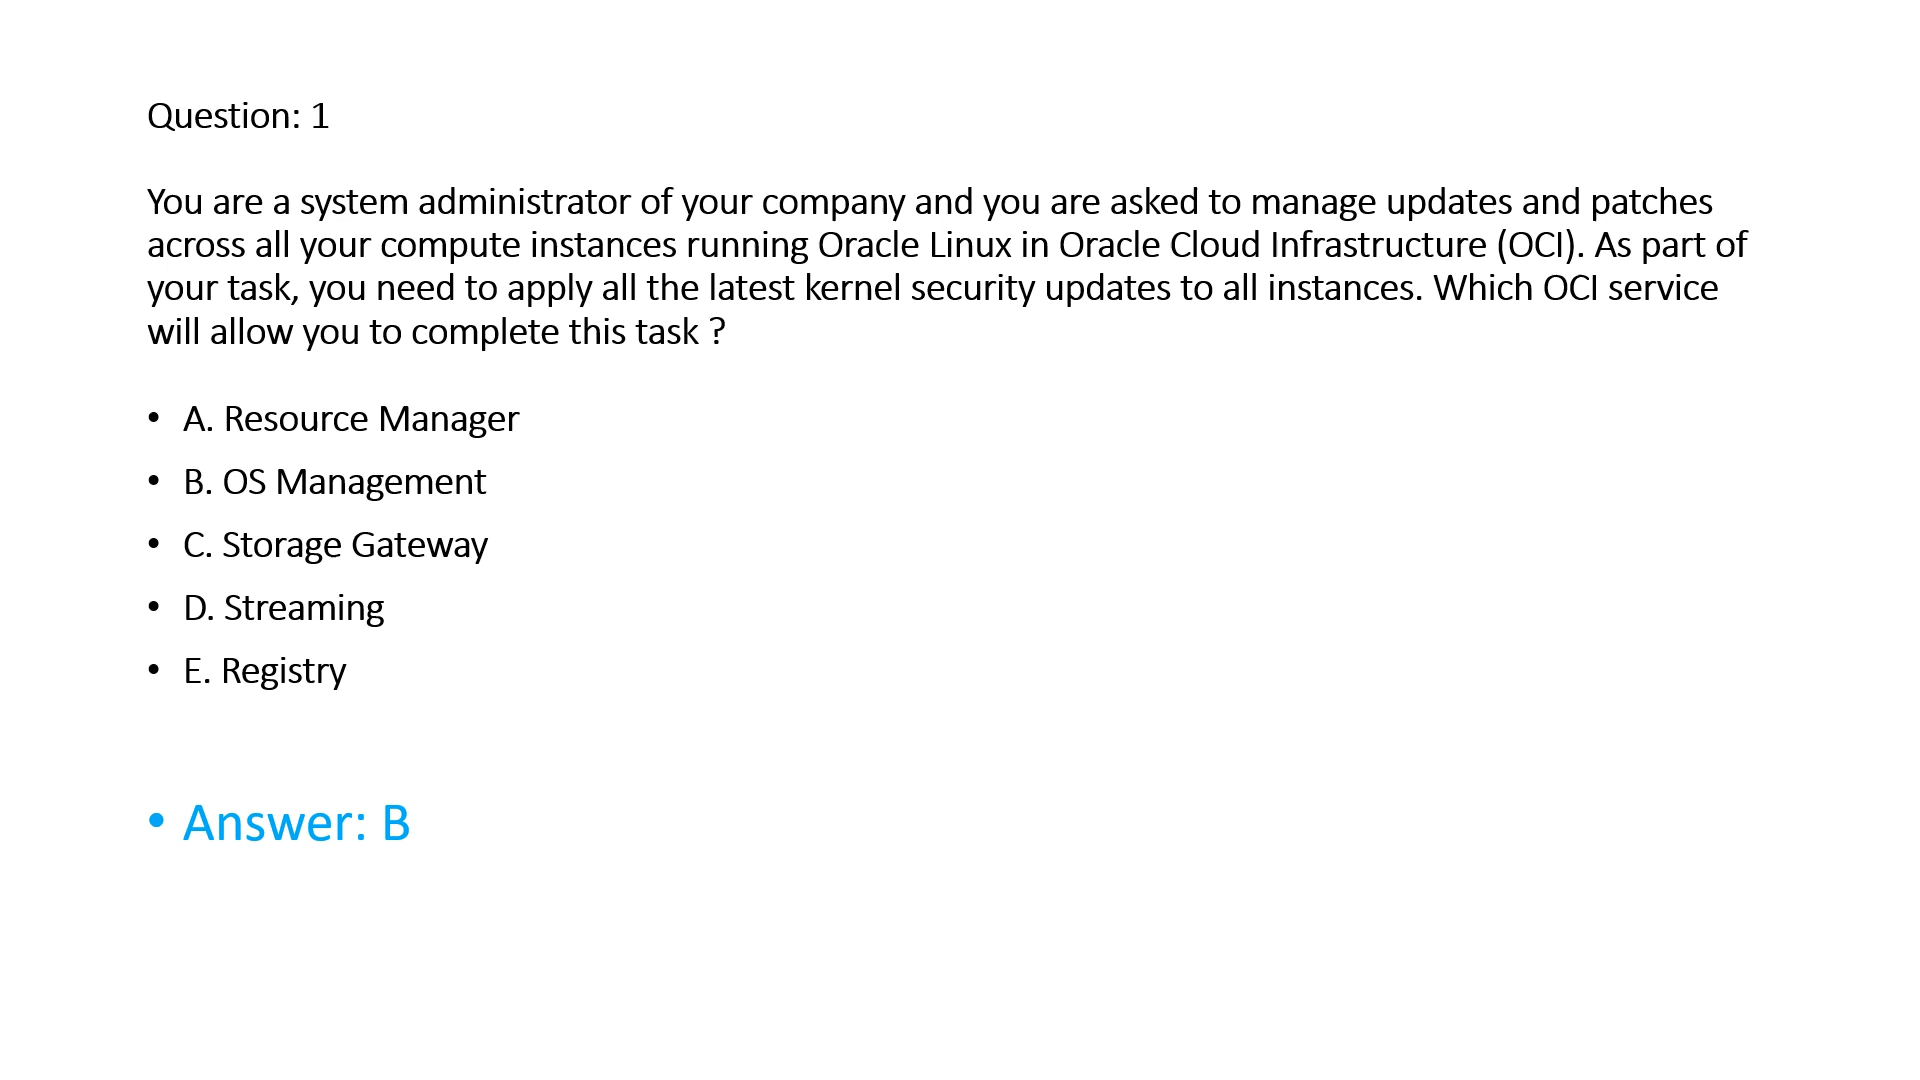 Question: 1
You are a system administrator of your company and you are asked to manage updates and patches
across all your compute instances running Oracle Linux in Oracle Cloud Infrastructure (OCI). As part of
your task, you need to apply all the latest kernel security updates to all instances. Which OCI service
will allow you to complete this task ?
• A. Resource Manager
• B. OS Management
• C. Storage Gateway
• D. Streaming
• E. Registry
• Answer: B